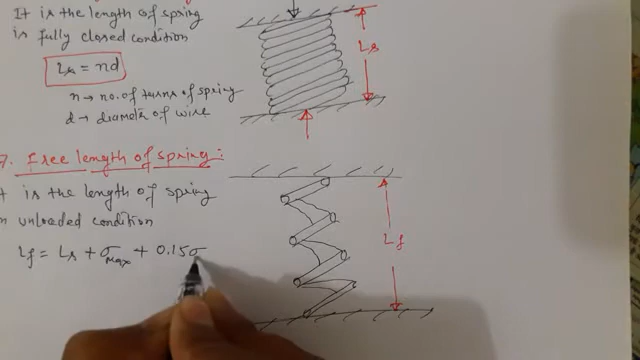 It is the length of spring
is fully closed condition
Ls = nd
n → no. of turns of spring
d → diameter of wire
Ls
7. Free length of spring:
It is the length of spring
in unloaded condition
Lf = Ls + σmax + 0.15σ
Lf